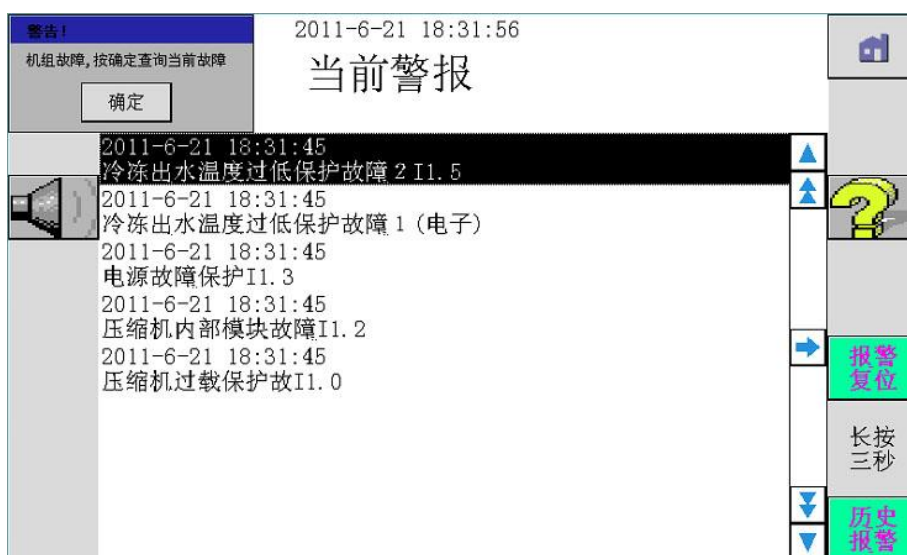 警告!
机组故障,按确定查询当前故障
确定
2011-6-21 18:31:56
当前警报
2011-6-21 18:31:45
冷冻出水温度过低保护故障2I1.5
2011-6-21 18:31:45
冷冻出水温度过低保护故障1(电子)
2011-6-21 18:31:45
电源故障保护I1.3
2011-6-21 18:31:45
压缩机内部模块故障I1.2
2011-6-21 18:31:45
压缩机过载保护故I1.0
报警
复位
长按
三秒
历史
报警